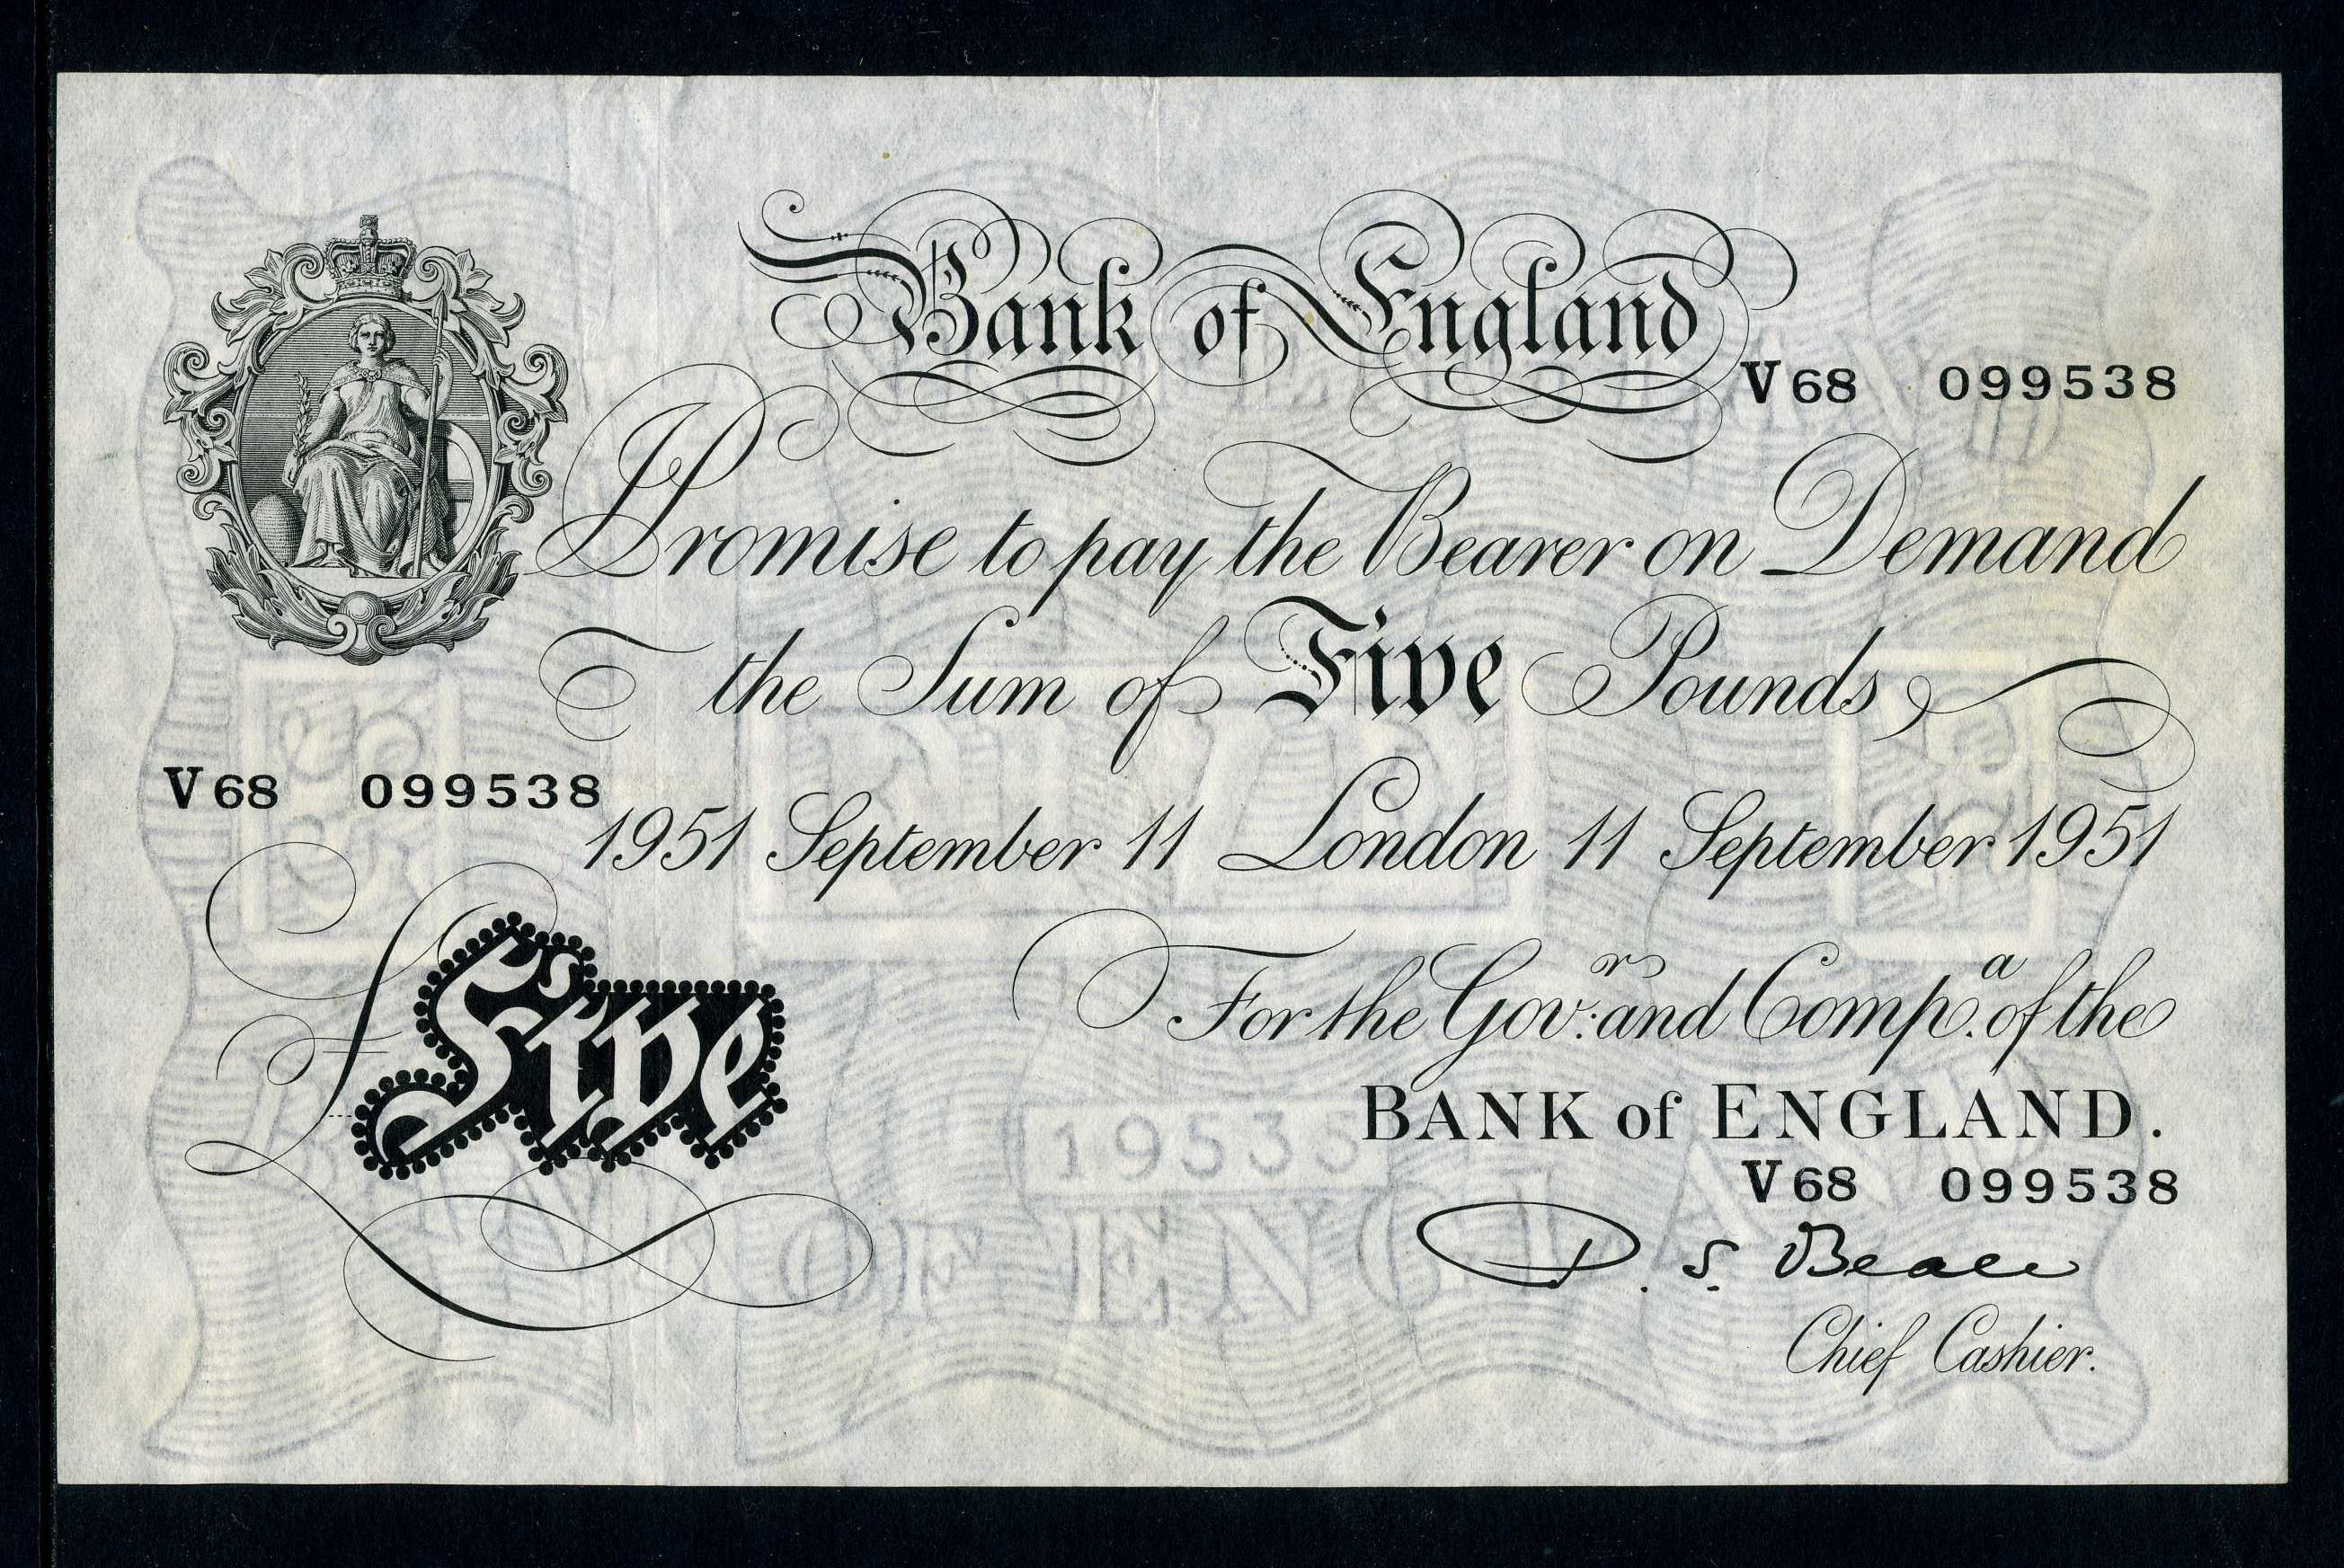 Bank of England
V68 099538
I Promise to pay the Bearer on Demand
the Sum of Five Pounds
V68 099538
1951 September 11 London 11 September 1951
For the Gov.r and Comp.a of the
BANK of ENGLAND.
Five
V68 099538
P. S. Beale
Chief Cashier.